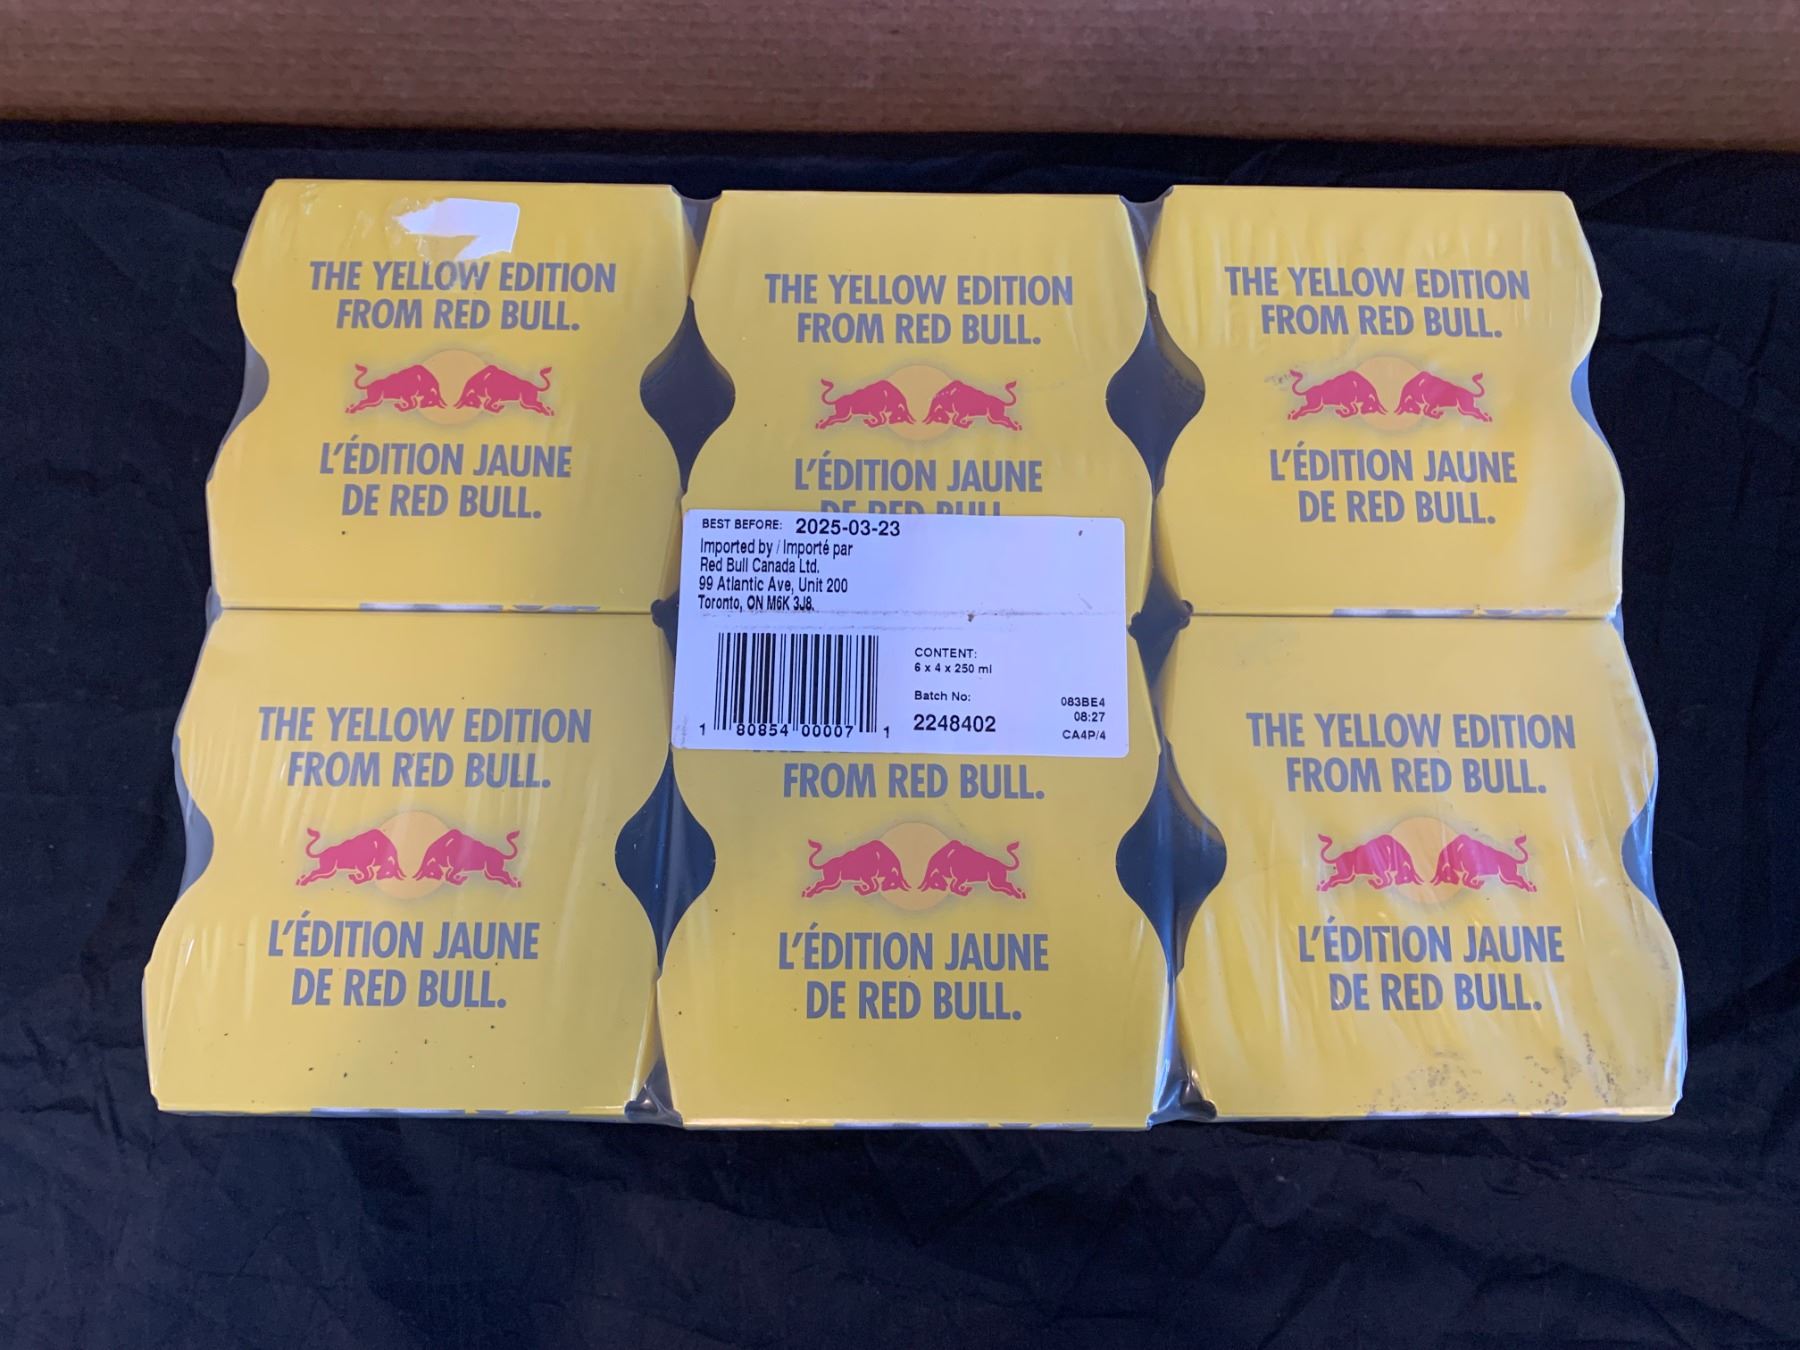 THE YELLOW EDITION
FROM RED BULL.
L'ÉDITION JAUNE
DE RED BULL.
THE YELLOW EDITION
FROM RED BULL.
L'ÉDITION JAUNE
DE RED BULL.
THE YELLOW EDITION
FROM RED BULL.
L'ÉDITION JAUNE
DE RED BULL.
BEST BEFORE: 2025-03-23
Imported by / Importé par
Red Bull Canada Ltd.
99 Atlantic Ave, Unit 200
Toronto, ON M6K 3J8.
CONTENT:
6 x 4 x 250 ml
Batch No:
2248402
083BE4
08:27
CA4P/4
1 80854 00007 1
THE YELLOW EDITION
FROM RED BULL.
L'ÉDITION JAUNE
DE RED BULL.
FROM RED BULL.
L'ÉDITION JAUNE
DE RED BULL.
THE YELLOW EDITION
FROM RED BULL.
L'ÉDITION JAUNE
DE RED BULL.